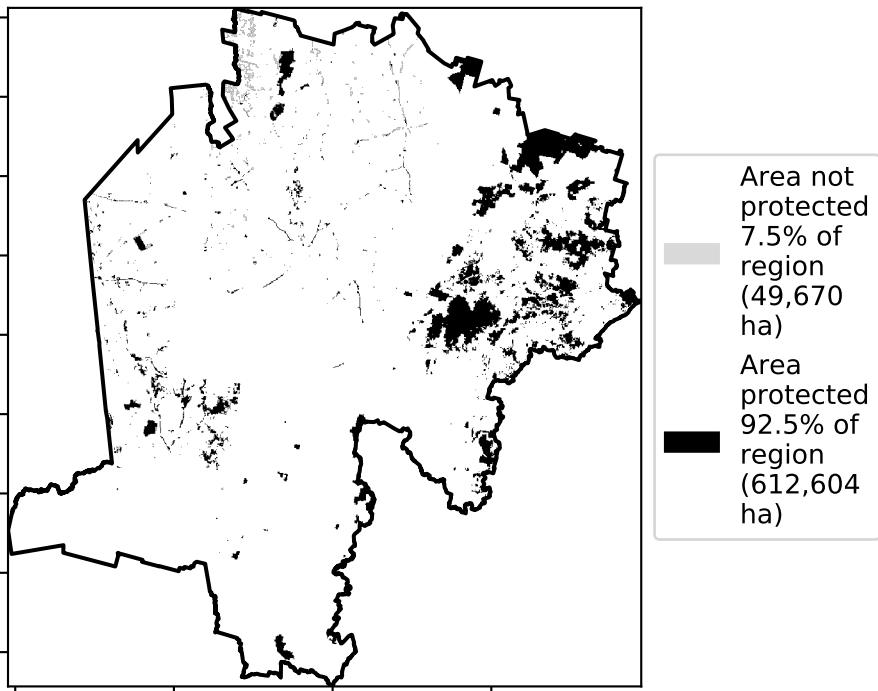 Area not
protected
7.5% of
region
(49,670
ha)
Area
protected
92.5% of
region
(612,604
ha)